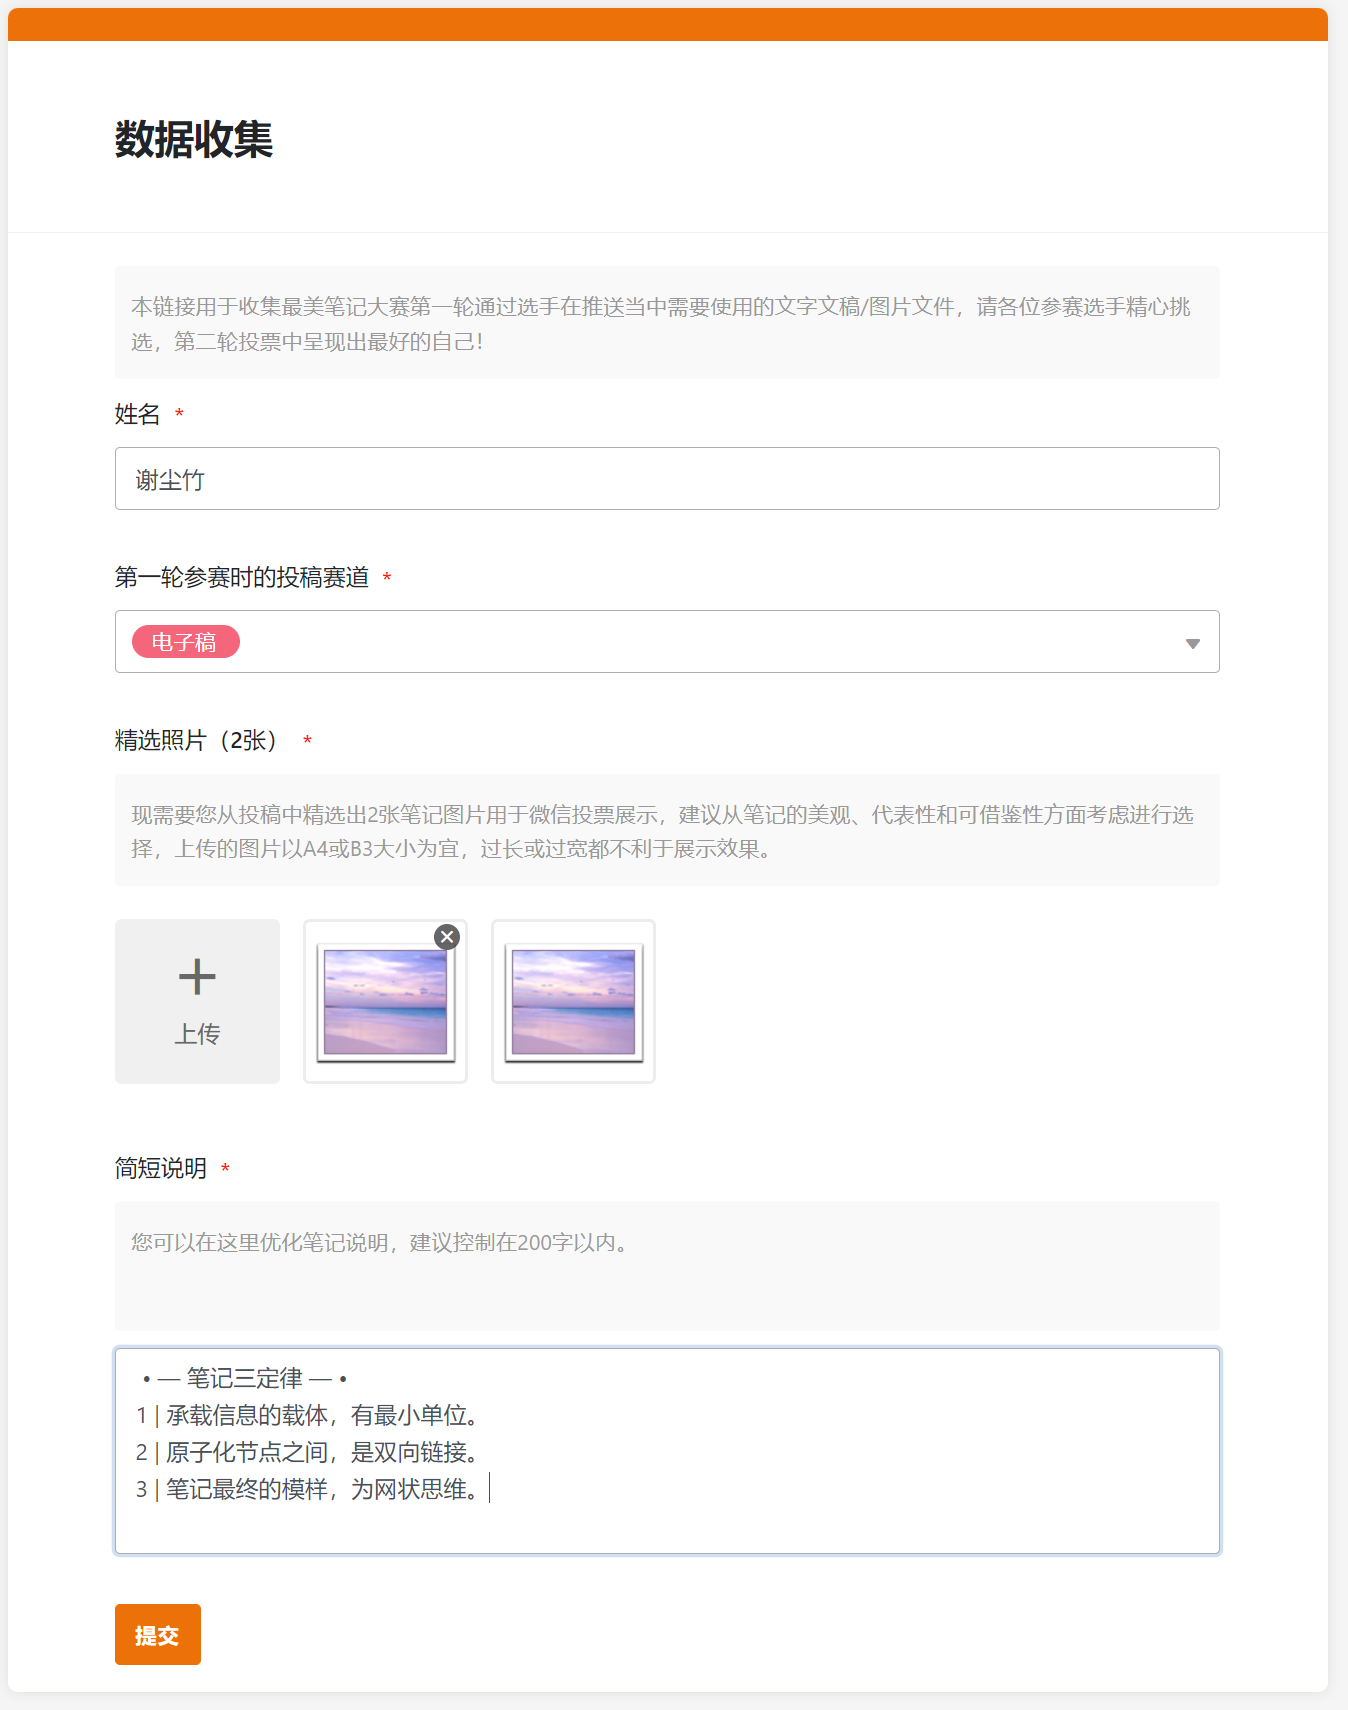 数据收集
本链接用于收集最美笔记大赛第一轮通过选手在推送当中需要使用的文字文稿/图片文件，请各位参赛选手精心挑
选，第二轮投票中呈现出最好的自己！
姓名 *
谢尘竹
第一轮参赛时的投稿赛道 *
电子稿
精选照片（2张） *
现需要您从投稿中精选出2张笔记图片用于微信投票展示，建议从笔记的美观、代表性和可借鉴性方面考虑进行选
择，上传的图片以A4或B3大小为宜，过长或过宽都不利于展示效果。
上传
简短说明 *
您可以在这里优化笔记说明，建议控制在200字以内。
• — 笔记三定律 — •
1 | 承载信息的载体，有最小单位。
2 | 原子化节点之间，是双向链接。
3 | 笔记最终的模样，为网状思维。
提交